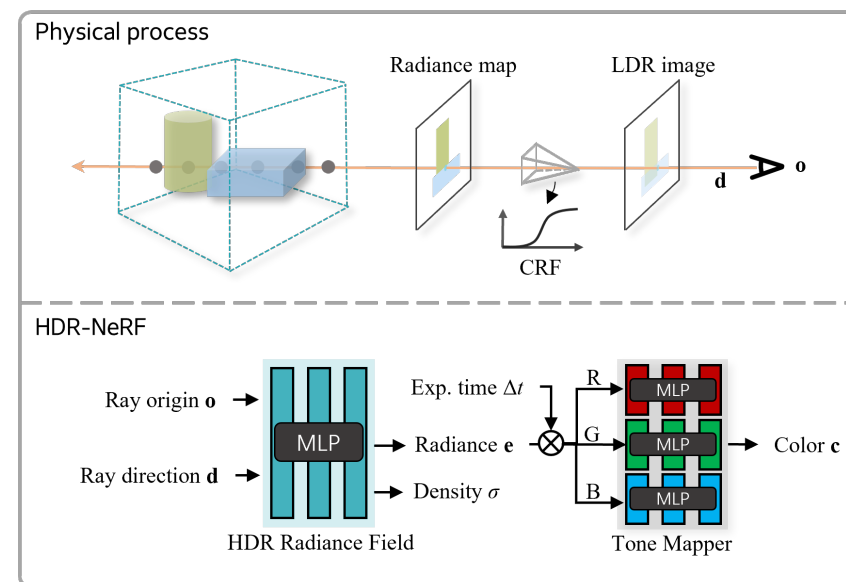 Physical process
Radiance map
LDR image
d
o
CRF
HDR-NeRF
Ray origin o
Ray direction d
MLP
HDR Radiance Field
Exp. time Δt
Radiance e
Density σ
R
G
B
MLP
MLP
MLP
Tone Mapper
Color c